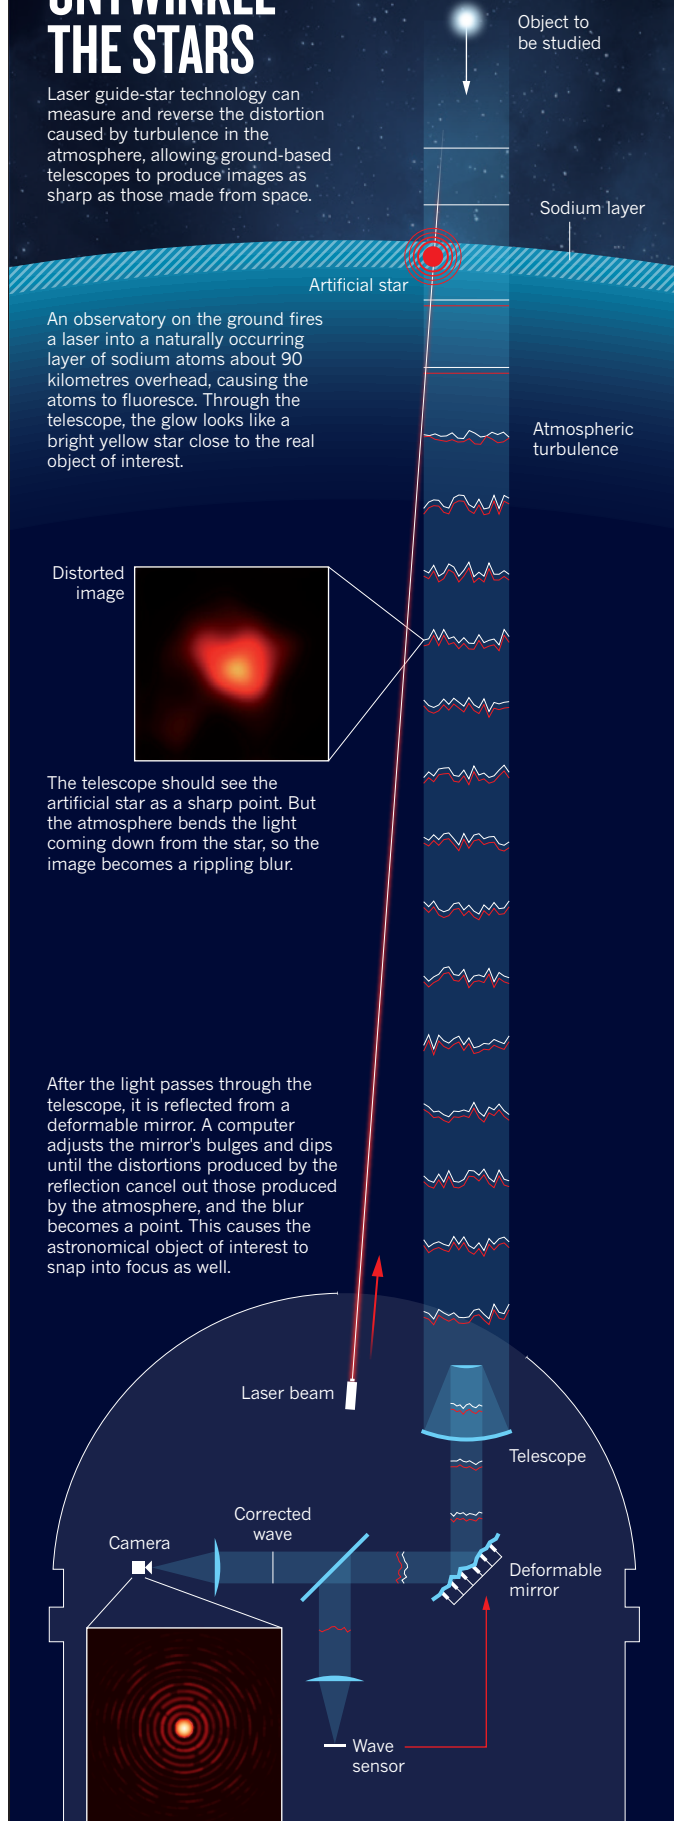 UNTWINKLE
THE STARS
Laser guide-star technology can
measure and reverse the distortion
caused by turbulence in the
atmosphere, allowing ground-based
telescopes to produce images as
sharp as those made from space.
Object to
be studied
Sodium layer
Artificial star
An observatory on the ground fires
a laser into a naturally occurring
layer of sodium atoms about 90
kilometres overhead, causing the
atoms to fluoresce. Through the
telescope, the glow looks like a
bright yellow star close to the real
object of interest.
Atmospheric
turbulence
Distorted
image
The telescope should see the
artificial star as a sharp point. But
the atmosphere bends the light
coming down from the star, so the
image becomes a rippling blur.
After the light passes through the
telescope, it is reflected from a
deformable mirror. A computer
adjusts the mirror's bulges and dips
until the distortions produced by the
reflection cancel out those produced
by the atmosphere, and the blur
becomes a point. This causes the
astronomical object of interest to
snap into focus as well.
Laser beam
Telescope
Corrected
wave
Camera
Deformable
mirror
Wave
sensor